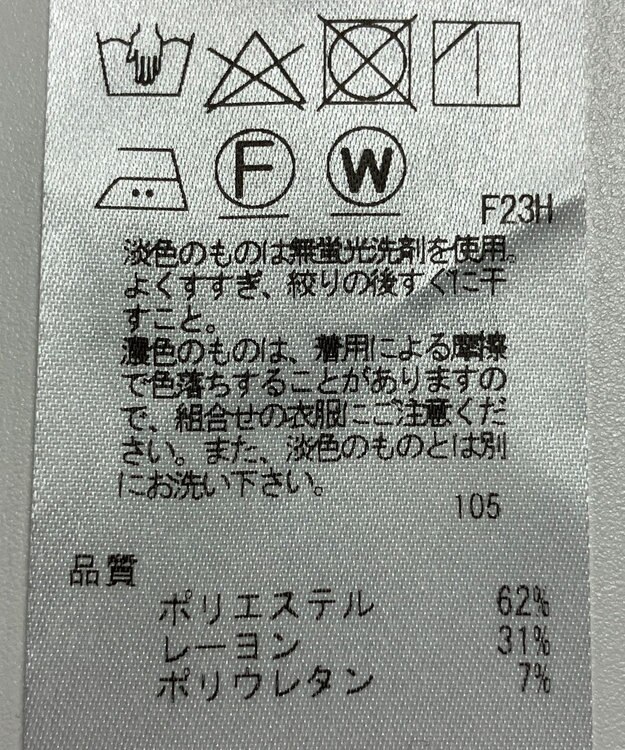 F
W
F23H
淡色のものは無蛍光洗剤を使用。
よくすすぎ、絞りの後すぐに干
すこと。
濃色のものは、着用による摩擦
で色落ちすることがありますの
で、組合せの衣服にご注意くだ
さい。また、淡色のものとは別
にお洗い下さい。
105
品質
ポリエステル 62%
レーヨン 31%
ポリウレタン 7%